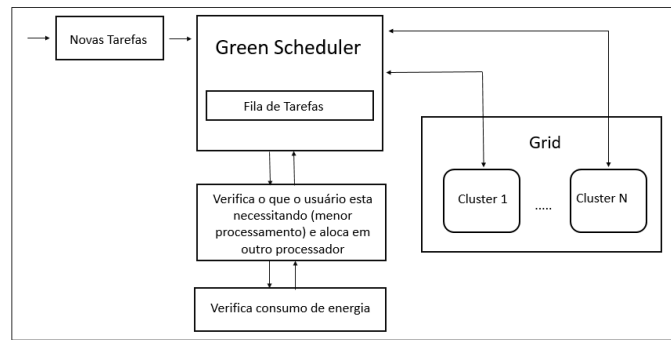 Novas Tarefas
Green Scheduler
Fila de Tarefas
Grid
Cluster 1
.....
Cluster N
Verifica o que o usuário esta
necessitando (menor
processamento) e aloca em
outro processador
Verifica consumo de energia